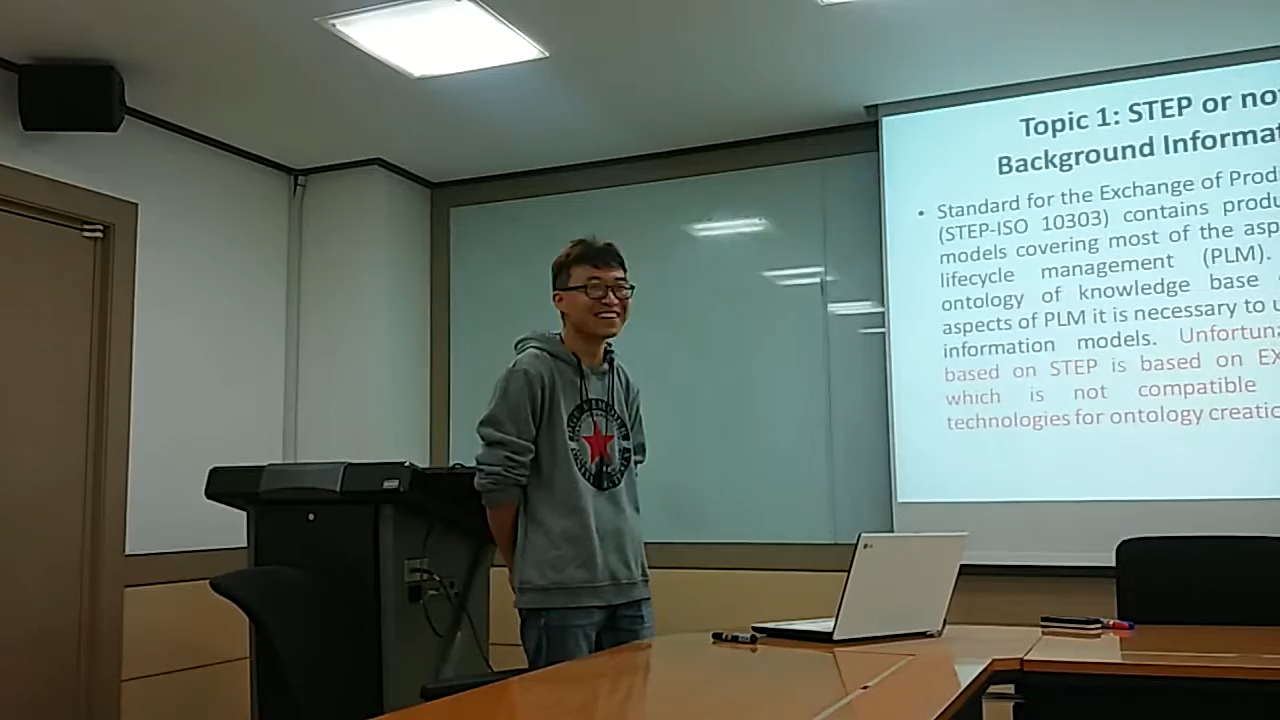 Topic 1: STEP or no
Background Informa
• Standard for the Exchange of Prod
(STEP-ISO 10303) contains produ
models covering most of the asp
lifecycle management (PLM).
ontology of knowledge base
aspects of PLM it is necessary to u
information models. Unfortuna
based on STEP is based on EX
which is not compatible
technologies for ontology creatio